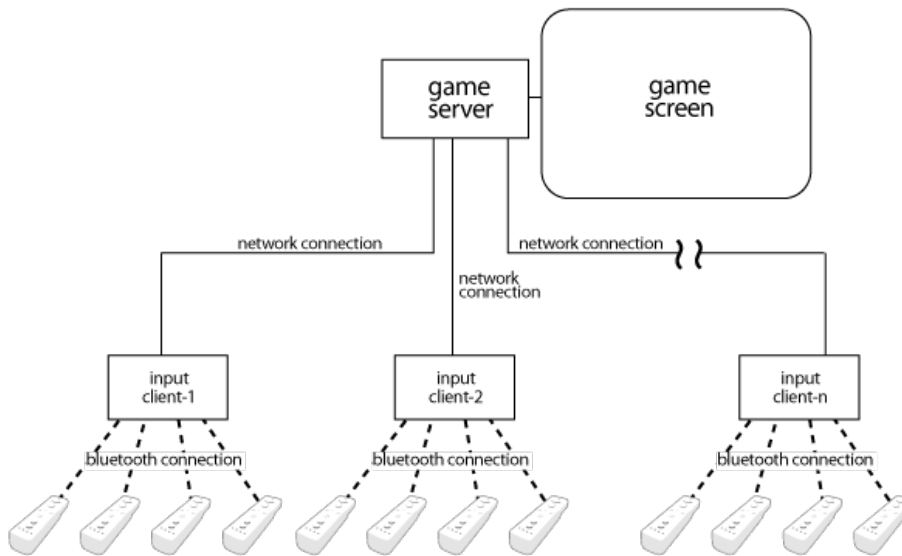 game
server
game
screen
network connection
network connection
network
connection
input
client-1
input
client-2
input
client-n
bluetooth connection
bluetooth connection
bluetooth connection